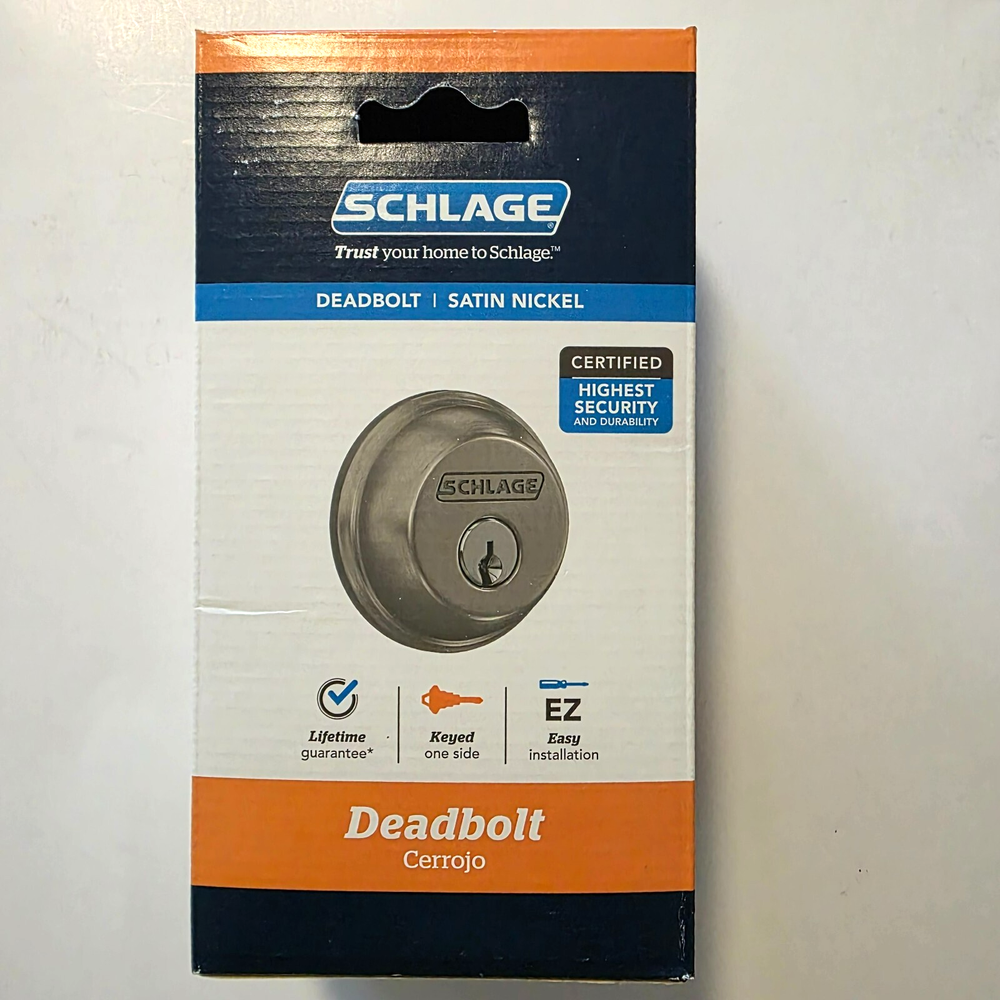 SCHLAGE
Trust your home to Schlage.™
DEADBOLT | SATIN NICKEL
CERTIFIED
HIGHEST
SECURITY
AND DURABILITY
SCHLAGE
EZ
Lifetime
guarantee*
Keyed
one side
Easy
installation
Deadbolt
Cerrojo